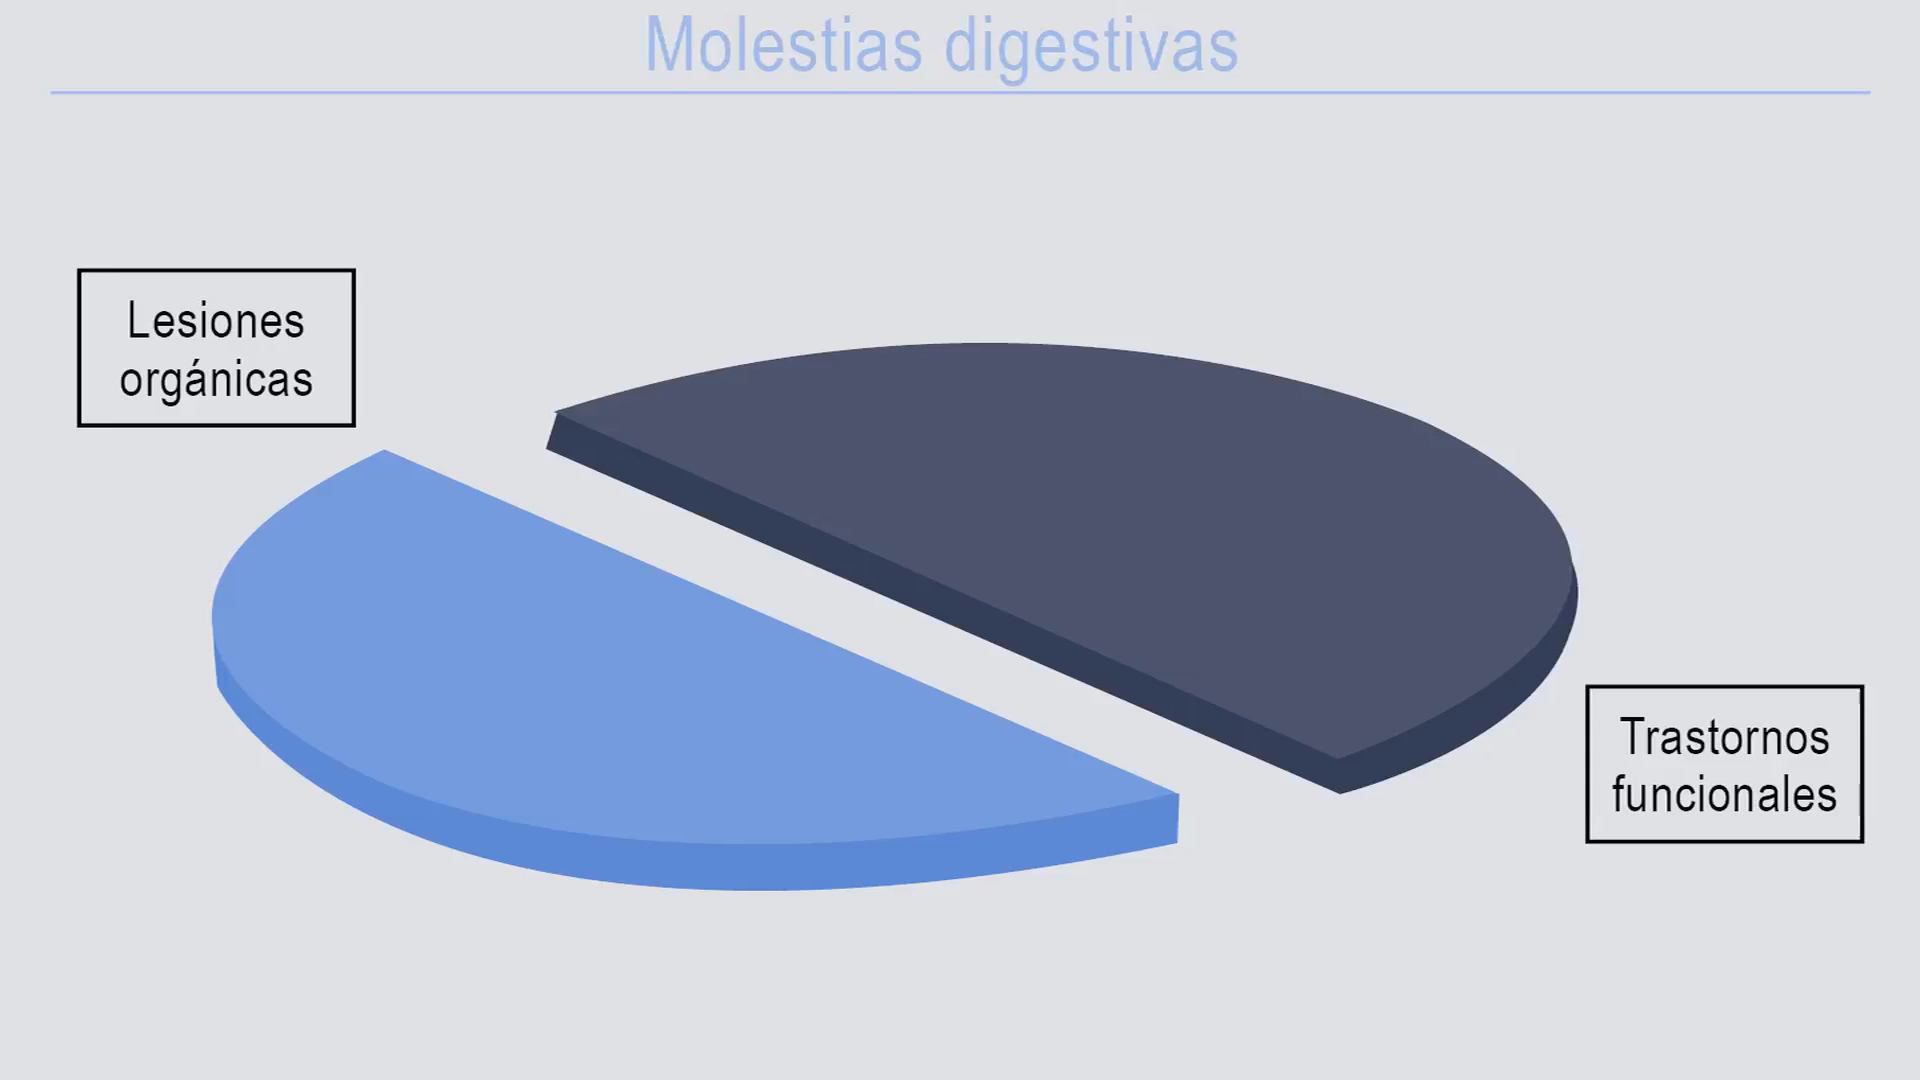 Molestias digestivas
Lesiones
orgánicas
Trastornos
funcionales